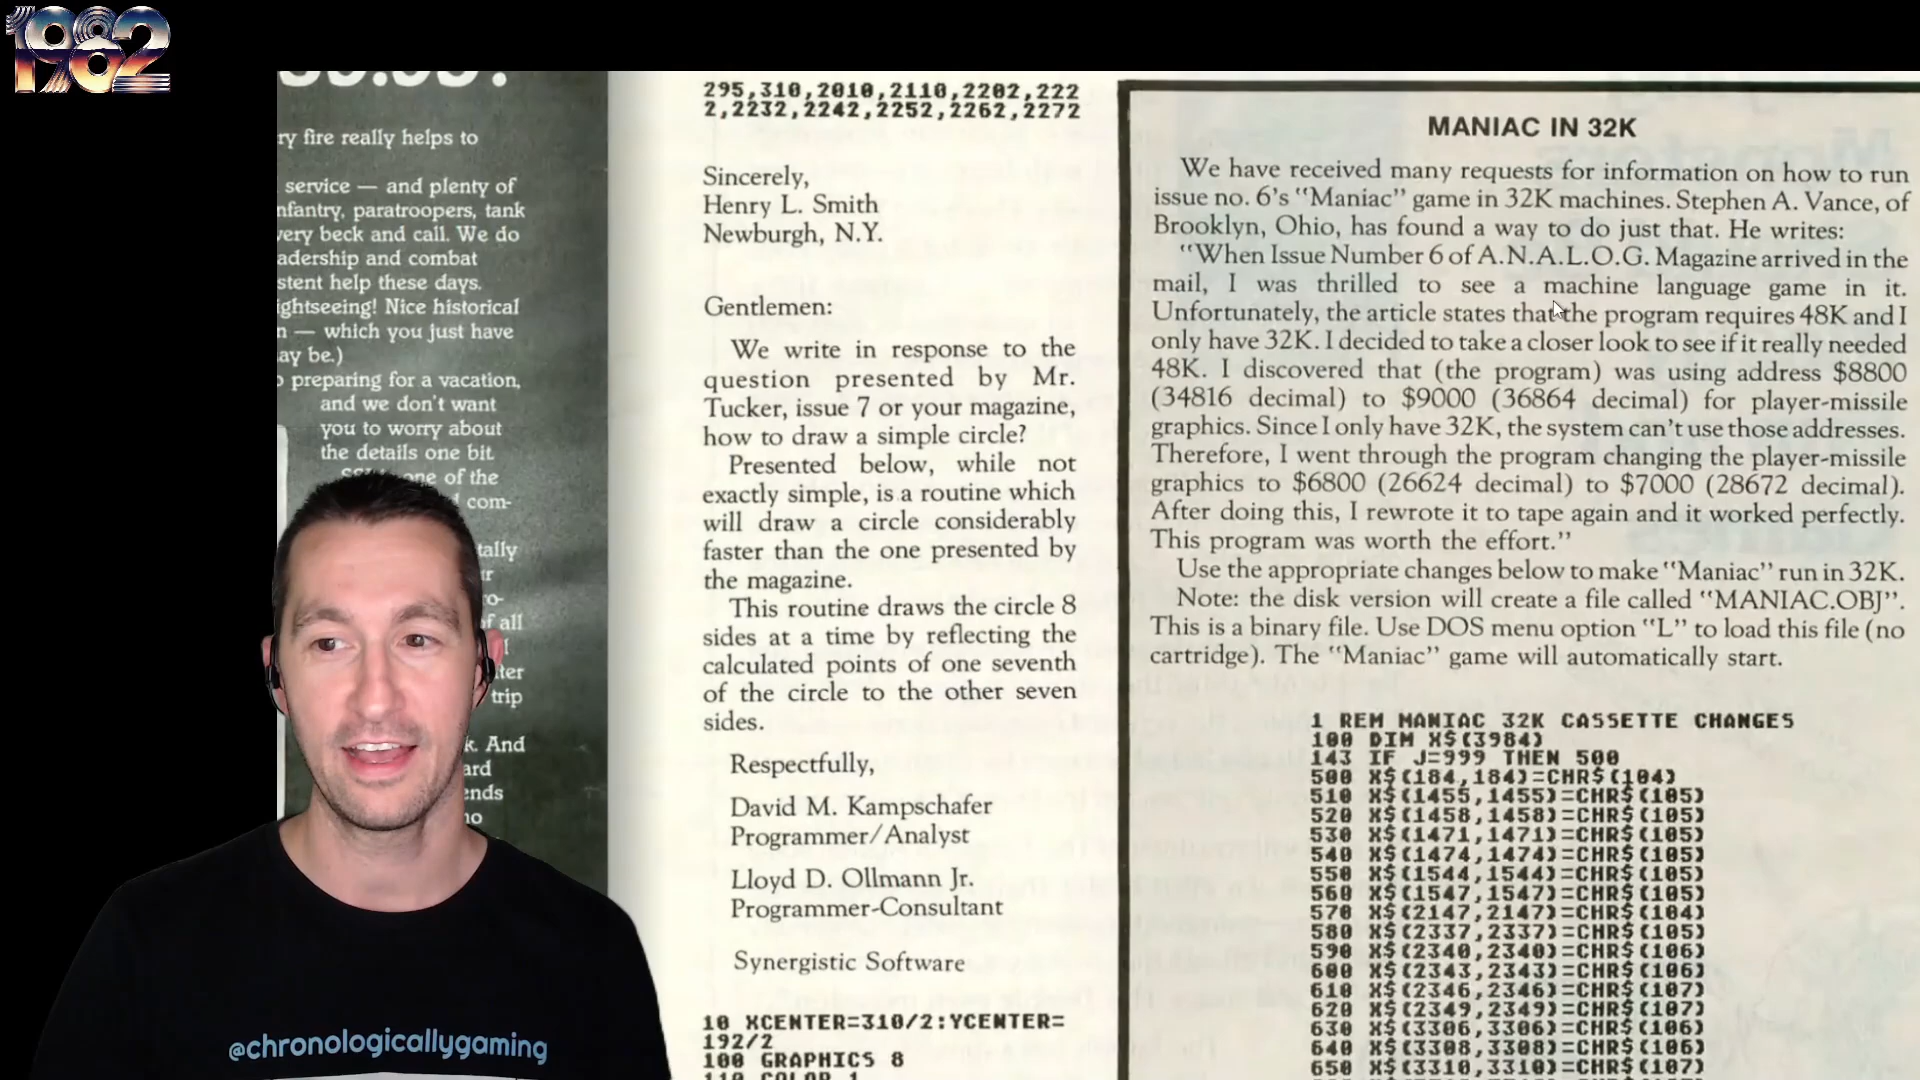 1982
ry fire really helps to
service — and plenty of
nfantry, paratroopers, tank
very beck and call. We do
adership and combat
stent help these days.
ightseeing! Nice historical
n — which you just have
ay be.)
preparing for a vacation,
and we don't want
you to worry about
the details one bit.
one of the
com-
tally
ro-
of all
ter
trip
k. And
ard
ends
no
@chronologicallygaming
295,310,2010,2110,2202,222
2,2232,2242,2252,2262,2272
Sincerely,
Henry L. Smith
Newburgh, N.Y.
Gentlemen:
We write in response to the
question presented by Mr.
Tucker, issue 7 or your magazine,
how to draw a simple circle?
Presented below, while not
exactly simple, is a routine which
will draw a circle considerably
faster than the one presented by
the magazine.
This routine draws the circle 8
sides at a time by reflecting the
calculated points of one seventh
of the circle to the other seven
sides.
Respectfully,
David M. Kampschafer
Programmer/Analyst
Lloyd D. Ollmann Jr.
Programmer-Consultant
Synergistic Software
10 XCENTER=310/2:YCENTER=
192/2
100 GRAPHICS 8
110 COLOR 1
MANIAC IN 32K
We have received many requests for information on how to run
issue no. 6's "Maniac" game in 32K machines. Stephen A. Vance, of
Brooklyn, Ohio, has found a way to do just that. He writes:
"When Issue Number 6 of A.N.A.L.O.G. Magazine arrived in the
mail, I was thrilled to see a machine language game in it.
Unfortunately, the article states that the program requires 48K and I
only have 32K. I decided to take a closer look to see if it really needed
48K. I discovered that (the program) was using address $8800
(34816 decimal) to $9000 (36864 decimal) for player-missile
graphics. Since I only have 32K, the system can't use those addresses.
Therefore, I went through the program changing the player-missile
graphics to $6800 (26624 decimal) to $7000 (28672 decimal).
After doing this, I rewrote it to tape again and it worked perfectly.
This program was worth the effort."
Use the appropriate changes below to make "Maniac" run in 32K.
Note: the disk version will create a file called "MANIAC.OBJ".
This is a binary file. Use DOS menu option "L" to load this file (no
cartridge). The "Maniac" game will automatically start.
1 REM MANIAC 32K CASSETTE CHANGES
100 DIM X$(3984)
143 IF J=999 THEN 500
500 X$(184,184)=CHR$(104)
510 X$(1455,1455)=CHR$(105)
520 X$(1458,1458)=CHR$(105)
530 X$(1471,1471)=CHR$(105)
540 X$(1474,1474)=CHR$(105)
550 X$(1544,1544)=CHR$(105)
560 X$(1547,1547)=CHR$(105)
570 X$(2147,2147)=CHR$(104)
580 X$(2337,2337)=CHR$(105)
590 X$(2340,2340)=CHR$(106)
600 X$(2343,2343)=CHR$(106)
610 X$(2346,2346)=CHR$(107)
620 X$(2349,2349)=CHR$(107)
630 X$(3306,3306)=CHR$(106)
640 X$(3308,3308)=CHR$(106)
650 X$(3310,3310)=CHR$(107)